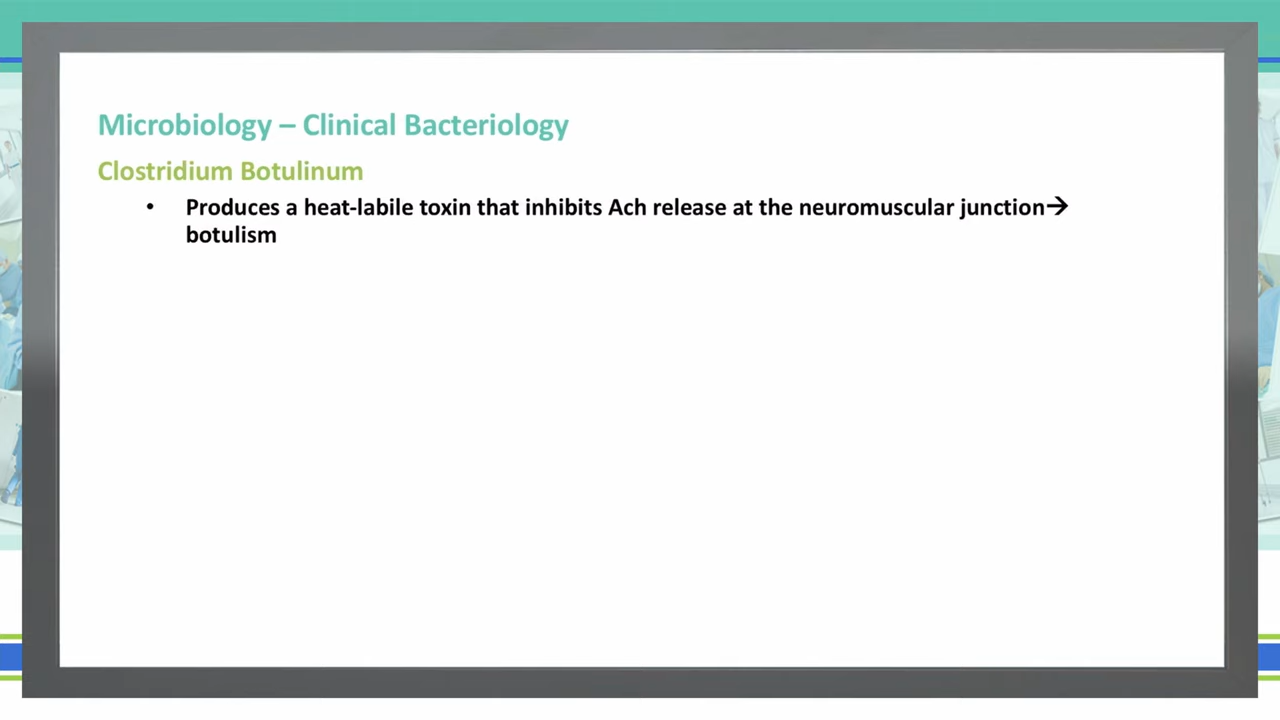 Microbiology – Clinical Bacteriology
Clostridium Botulinum
• Produces a heat-labile toxin that inhibits Ach release at the neuromuscular junction→
botulism